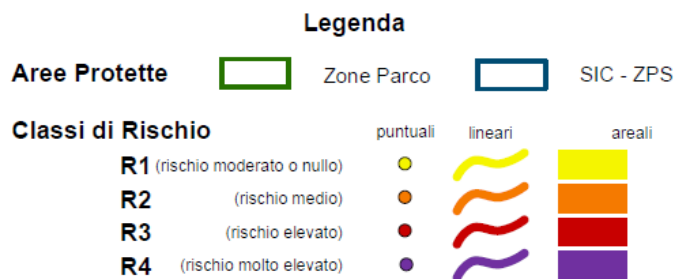 Legenda
Aree Protette Zone Parco SIC - ZPS
Classi di Rischio puntuali lineari areali
R1 (rischio moderato o nullo)
R2 (rischio medio)
R3 (rischio elevato)
R4 (rischio molto elevato)